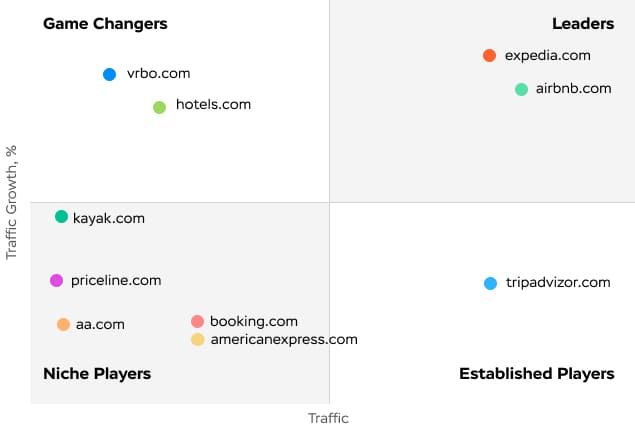 Game Changers
Leaders
expedia.com
vrbo.com
airbnb.com
hotels.com
Traffic Growth, %
kayak.com
priceline.com
tripadvizor.com
booking.com
aa.com
americanexpress.com
Niche Players
Established Players
Traffic